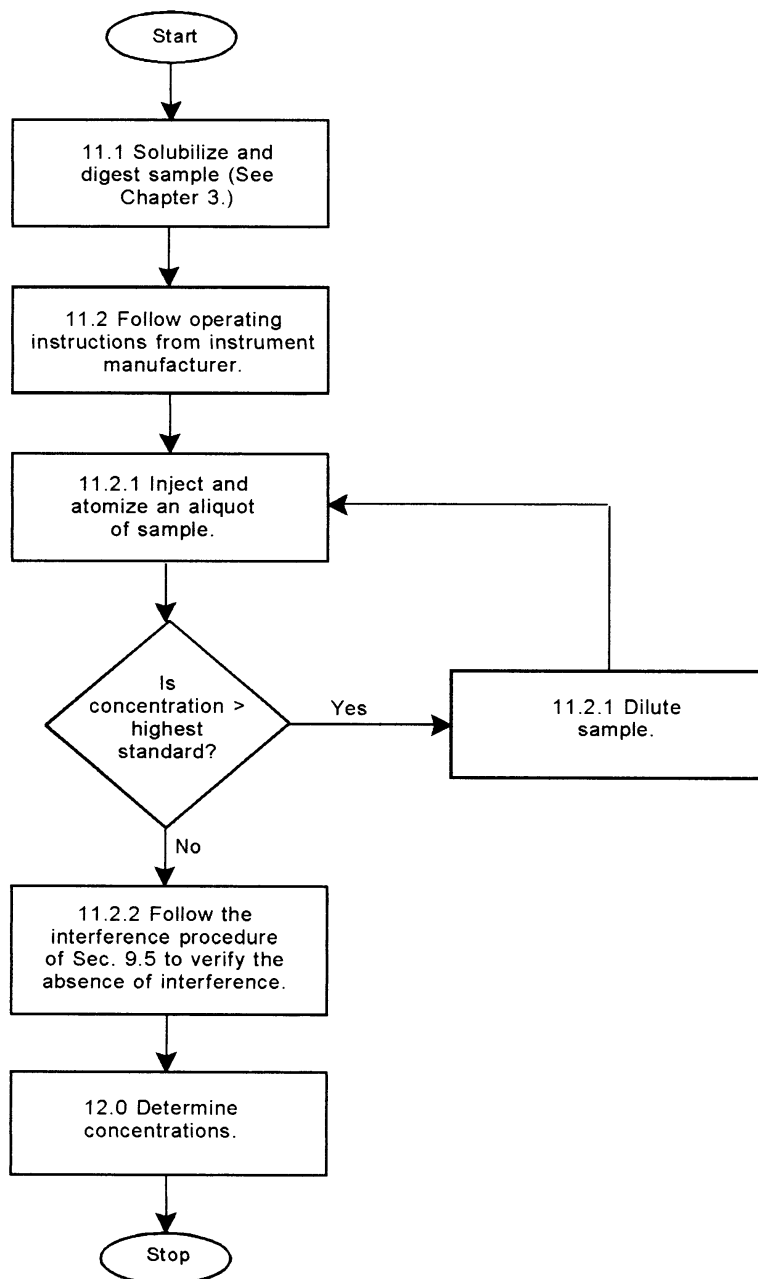 Start
11.1 Solubilize and
digest sample (See
Chapter 3.)
11.2 Follow operating
instructions from instrument
manufacturer.
11.2.1 Inject and
atomize an aliquot
of sample.
Is
concentration >
highest
standard?
Yes
11.2.1 Dilute
sample.
No
11.2.2 Follow the
interference procedure
of Sec. 9.5 to verify the
absence of interference.
12.0 Determine
concentrations.
Stop